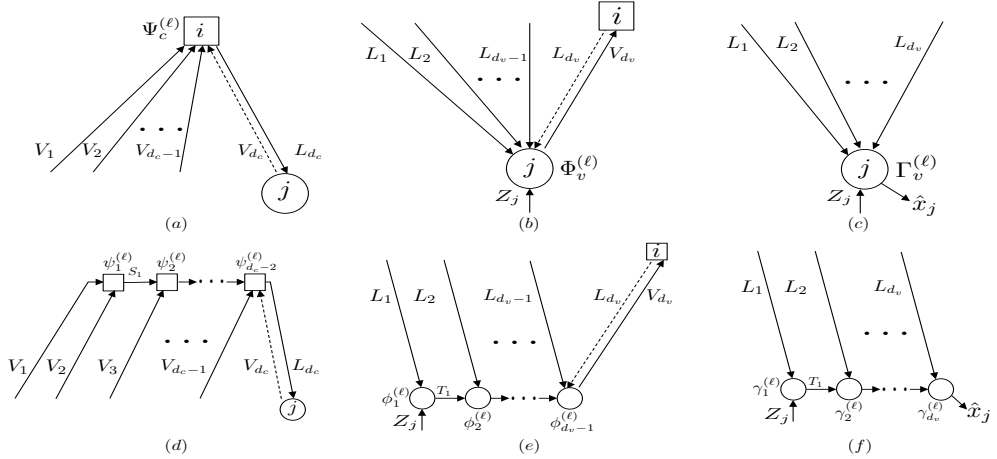 Ψ_c^{(ℓ)} i
V_1 V_2 V_{d_c−1} V_{d_c} L_{d_c}
j
(a)
i
L_1 L_2 L_{d_v−1} L_{d_v} V_{d_v}
j Φ_v^{(ℓ)}
Z_j
(b)
L_1 L_2 L_{d_v}
j Γ_v^{(ℓ)}
Z_j x̂_j
(c)
ψ_1^{(ℓ)} S_1 ψ_2^{(ℓ)} ψ_{d_c−2}^{(ℓ)}
V_1 V_2 V_3 V_{d_c−1} V_{d_c} L_{d_c}
j
(d)
i
L_1 L_2 L_{d_v−1} L_{d_v} V_{d_v}
ϕ_1^{(ℓ)} T_1 ϕ_2^{(ℓ)} ϕ_{d_v−1}^{(ℓ)}
Z_j
(e)
L_1 L_2 L_{d_v}
γ_1^{(ℓ)} T_1 γ_2^{(ℓ)} γ_{d_v}^{(ℓ)}
Z_j x̂_j
(f)